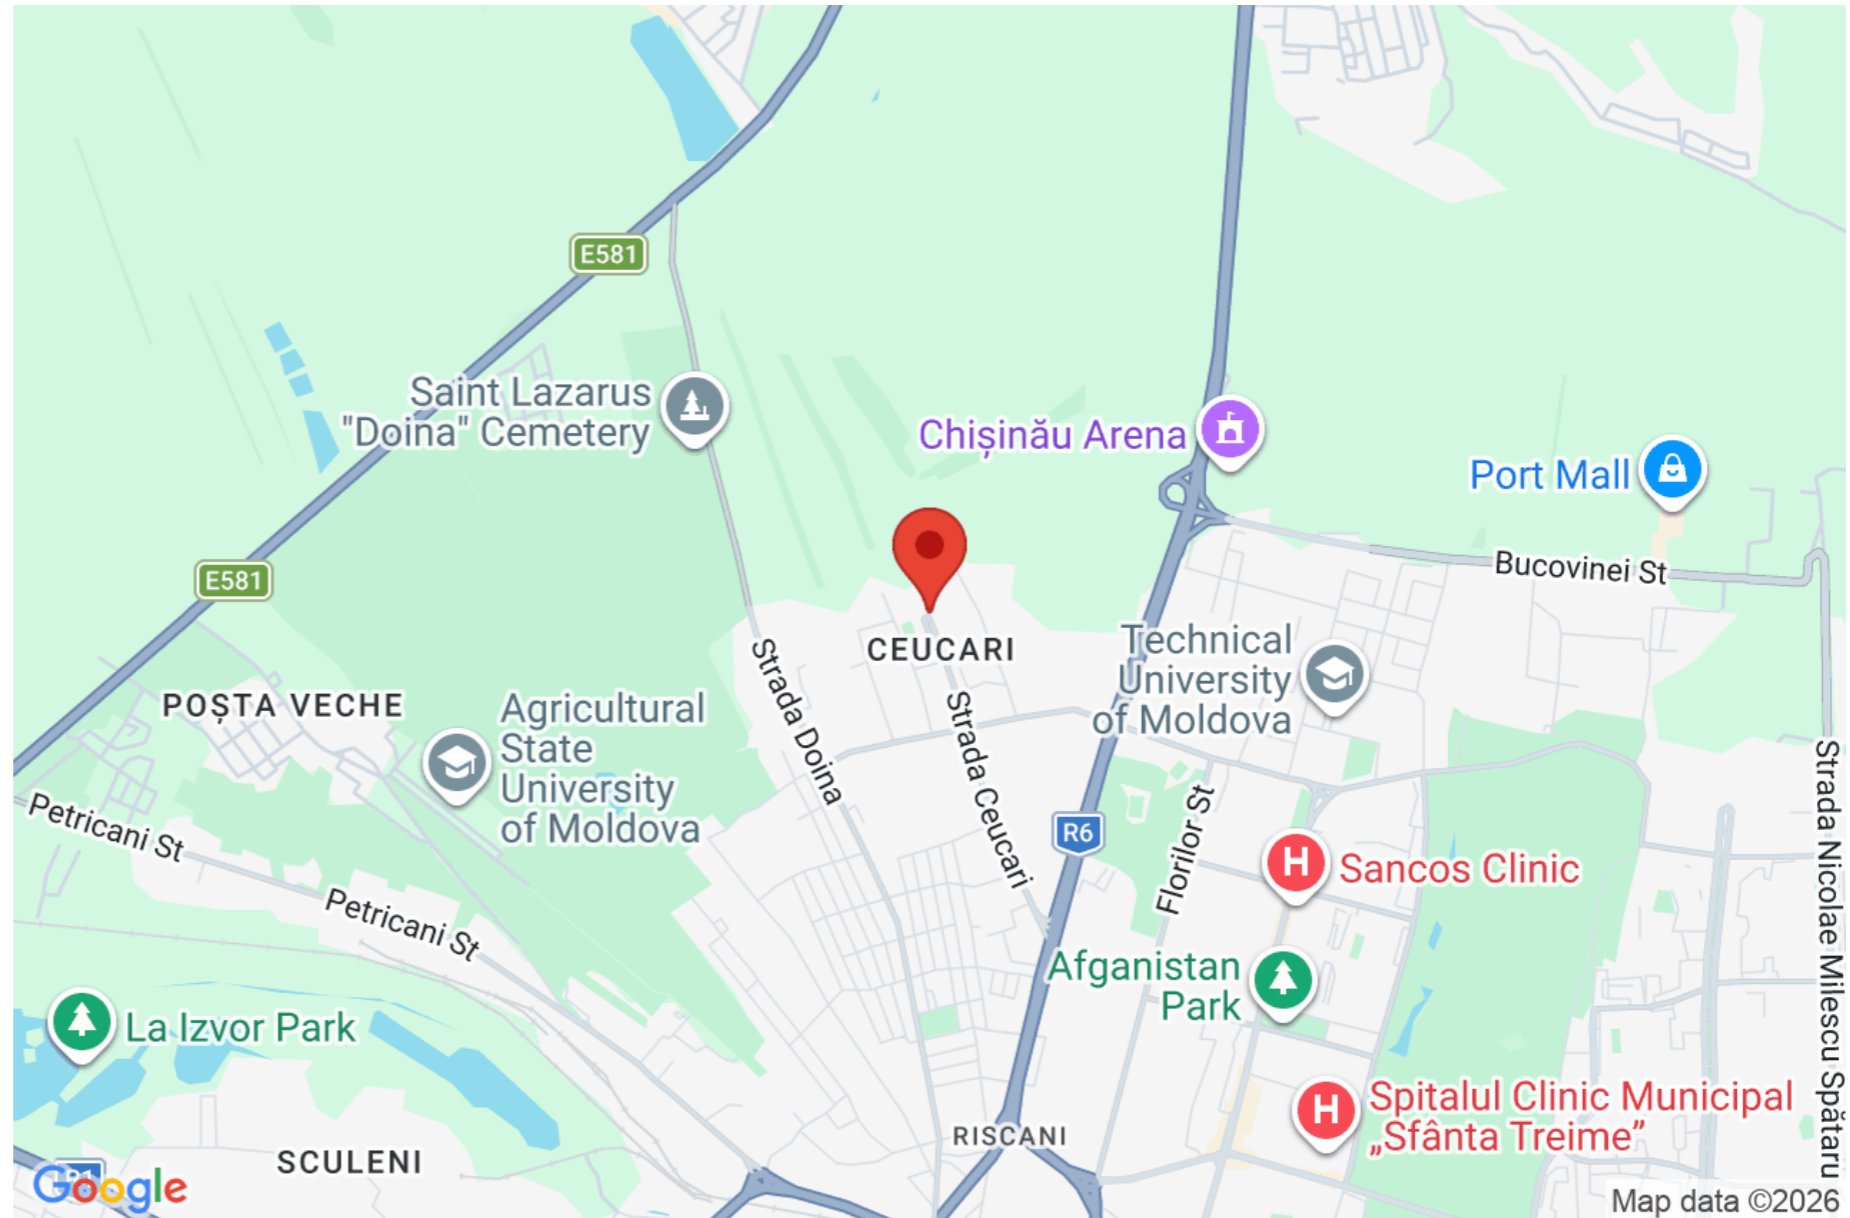 E581
Saint Lazarus
"Doina" Cemetery
Chișinău Arena
Port Mall
E581
Bucovinei St
CEUCARI
Technical
University
of Moldova
Strada Doina
POȘTA VECHE
Agricultural
State
University
of Moldova
Strada Ceucari
Petricani St
Florilor St
R6
Strada Nicolae Milescu Spătaru
Sancos Clinic
Petricani St
Afganistan
Park
La Izvor Park
Spitalul Clinic Municipal
„Sfânta Treime”
RISCANI
SCULENI
R1
Google
Map data ©2026